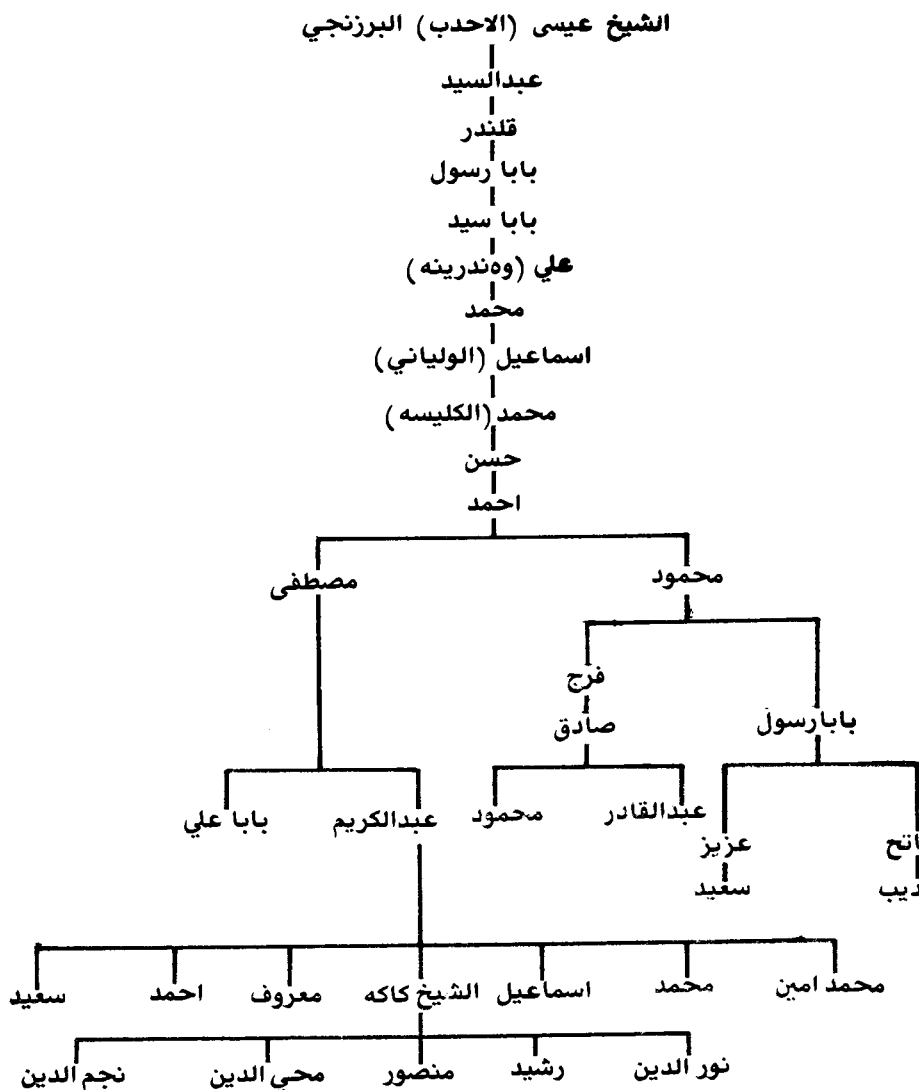 الشيخ عيسى (الاحدب) البرزنجي
عبدالسيد
قلندر
بابا رسول
بابا سيد
علي (وەندرينه)
محمد
اسماعيل (الولياني)
محمد (الكليسه)
حسن
احمد
محمود
مصطفى
فرج
بابارسول
صادق
عبدالقادر
محمود
عبدالكريم
بابا علي
عزيز
سعيد
محمد امين
محمد
اسماعيل
الشيخ كاكه
معروف
احمد
سعيد
نور الدين
رشيد
منصور
محي الدين
نجم الدين